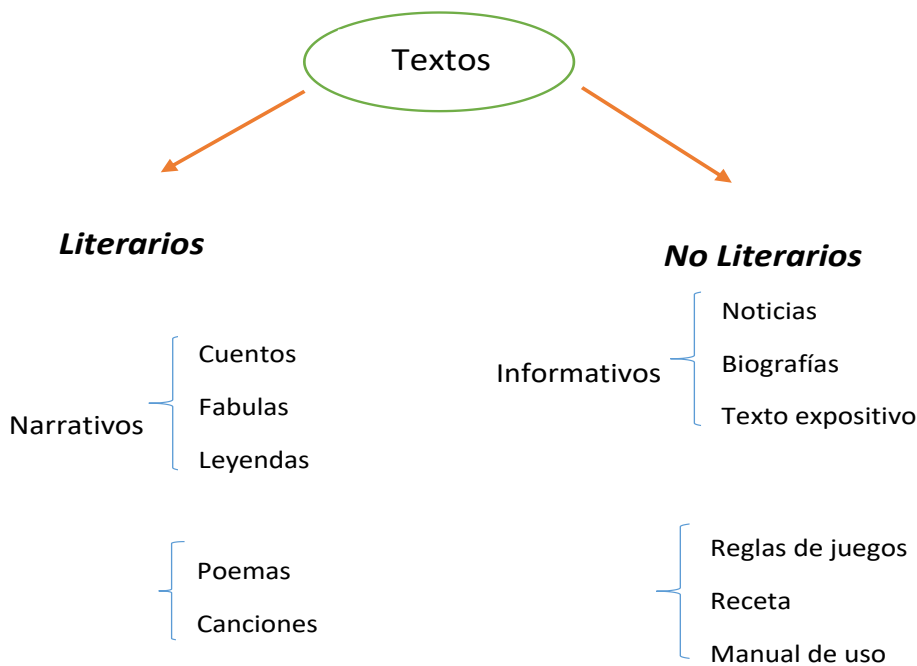 Textos
Literarios
Narrativos
Cuentos
Fabulas
Leyendas
Poemas
Canciones
No Literarios
Informativos
Noticias
Biografías
Texto expositivo
Reglas de juegos
Receta
Manual de uso